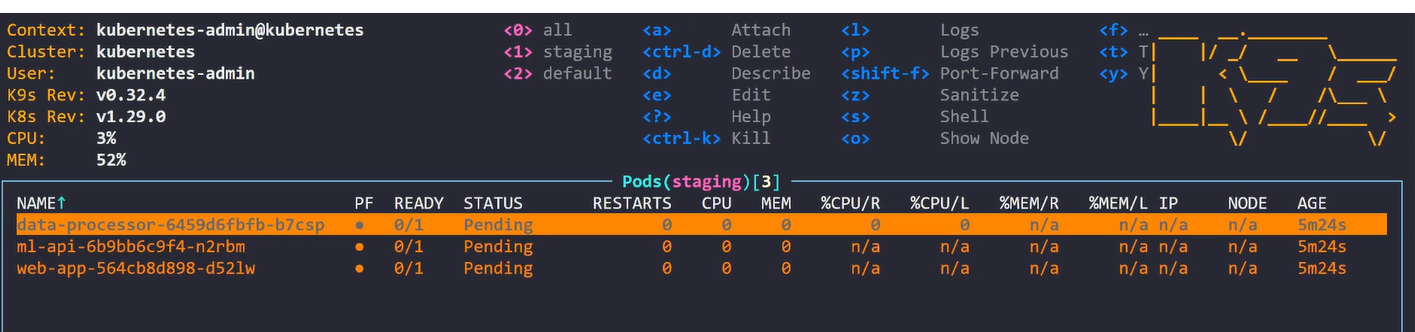 Context: kubernetes-admin@kubernetes <0> all <a> Attach <l> Logs <f> …
Cluster: kubernetes <1> staging <ctrl-d> Delete <p> Logs Previous <t> T
User: kubernetes-admin <2> default <d> Describe <shift-f> Port-Forward <y> Y
K9s Rev: v0.32.4 <e> Edit <z> Sanitize
K8s Rev: v1.29.0 <?> Help <s> Shell
CPU: 3% <ctrl-k> Kill <o> Show Node
MEM: 52%
Pods(staging)[3]
NAME↑ PF READY STATUS RESTARTS CPU MEM %CPU/R %CPU/L %MEM/R %MEM/L IP NODE AGE
data-processor-6459d6fbfb-b7csp ● 0/1 Pending 0 0 0 0 0 n/a n/a n/a n/a 5m24s
ml-api-6b9bb6c9f4-n2rbm ● 0/1 Pending 0 0 0 n/a n/a n/a n/a n/a n/a 5m24s
web-app-564cb8d898-d52lw ● 0/1 Pending 0 0 0 n/a n/a n/a n/a n/a n/a 5m24s